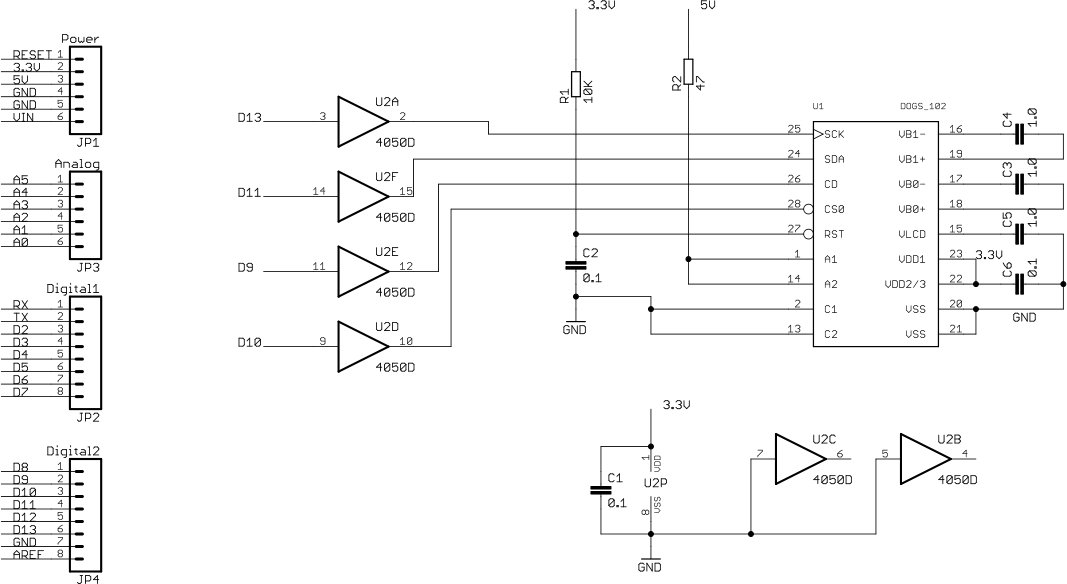 Power
RESET 1
3.3V 2
5V 3
GND 4
GND 5
VIN 6
JP1
Analog
A5 1
A4 2
A3 3
A2 4
A1 5
A0 6
JP3
Digital1
RX 1
TX 2
D2 3
D3 4
D4 5
D5 6
D6 7
D7 8
JP2
Digital2
D8 1
D9 2
D10 3
D11 4
D12 5
D13 6
GND 7
AREF 8
JP4
D13 3 U2A 2
4050D
D11 14 U2F 15
4050D
D9 11 U2E 12
4050D
D10 9 U2D 10
4050D
3.3V
R1
10K
C2
0.1
GND
5V
R2
47
U1 DOGS_102
25 SCK VB1- 16
24 SDA VB1+ 19
26 CD VB0- 17
28 CS0 VB0+ 18
27 RST VLCD 15
1 A1 VDD1 23
14 A2 VDD2/3 22
2 C1 VSS 20
13 C2 VSS 21
C4
1.0
C3
1.0
C5
1.0
3.3V
C6
0.1
GND
3.3V
C1
0.1
1 VDD
U2P
8 VSS
GND
7 U2C 6
4050D
5 U2B 4
4050D